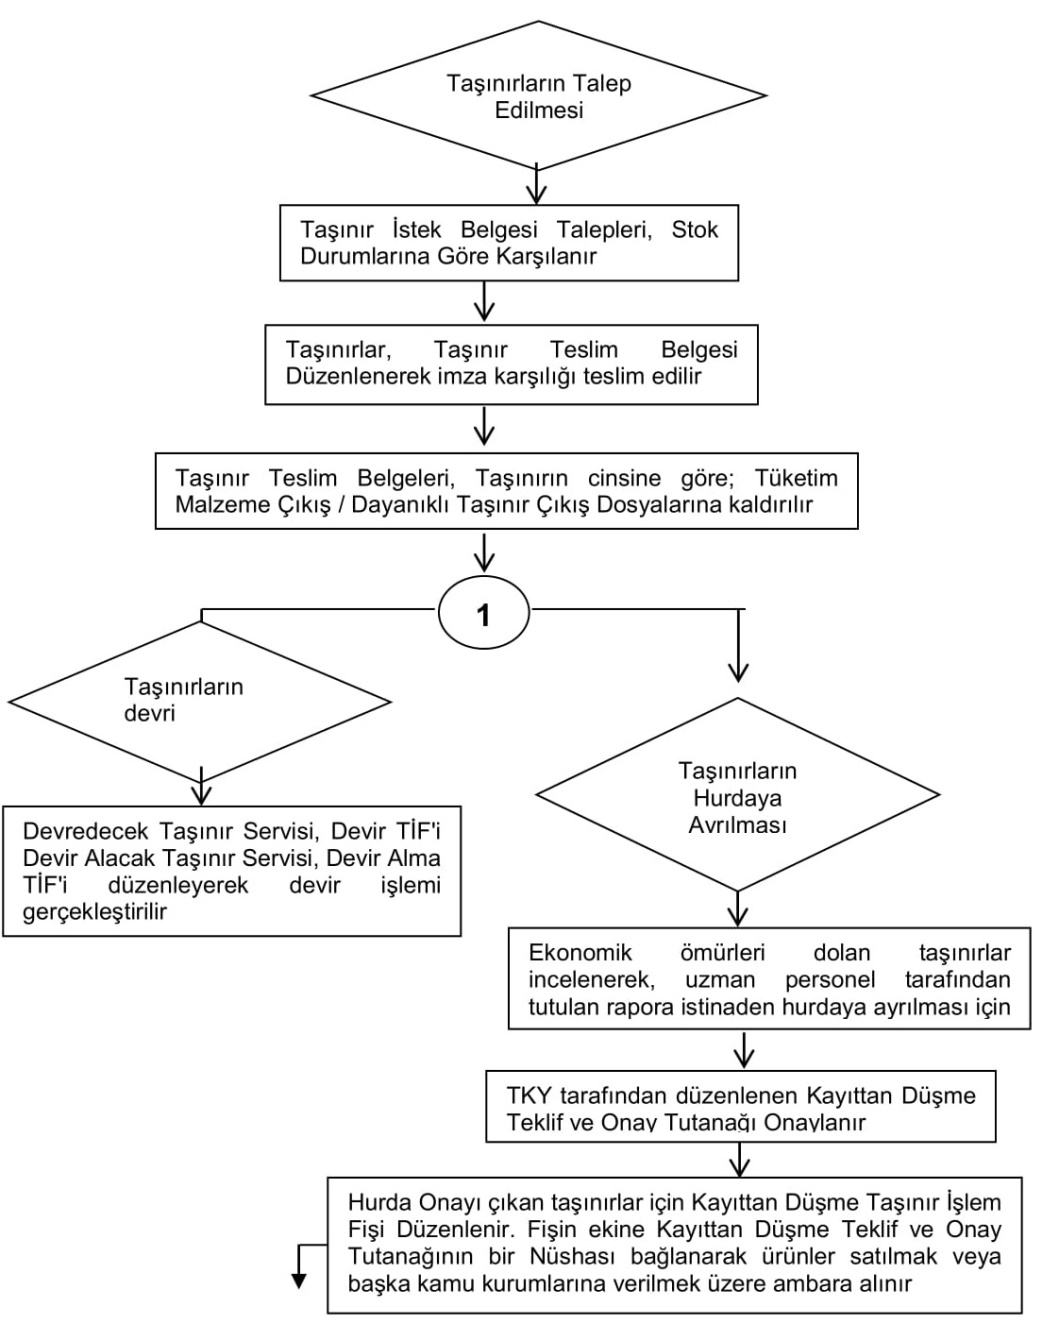 Taşınırların Talep
Edilmesi
Taşınır İstek Belgesi Talepleri, Stok
Durumlarına Göre Karşılanır
Taşınırlar, Taşınır Teslim Belgesi
Düzenlenerek imza karşılığı teslim edilir
Taşınır Teslim Belgeleri, Taşınırın cinsine göre; Tüketim
Malzeme Çıkış / Dayanıklı Taşınır Çıkış Dosyalarına kaldırılır
1
Taşınırların
devri
Devredecek Taşınır Servisi, Devir TİF'i
Devir Alacak Taşınır Servisi, Devir Alma
TİF'i düzenleyerek devir işlemi
gerçekleştirilir
Taşınırların
Hurdaya
Avrılması
Ekonomik ömürleri dolan taşınırlar
incelenerek, uzman personel tarafından
tutulan rapora istinaden hurdaya ayrılması için
TKY tarafından düzenlenen Kayıttan Düşme
Teklif ve Onay Tutanağı Onaylanır
Hurda Onayı çıkan taşınırlar için Kayıttan Düşme Taşınır İşlem
Fişi Düzenlenir. Fişin ekine Kayıttan Düşme Teklif ve Onay
Tutanağının bir Nüshası bağlanarak ürünler satılmak veya
başka kamu kurumlarına verilmek üzere ambara alınır